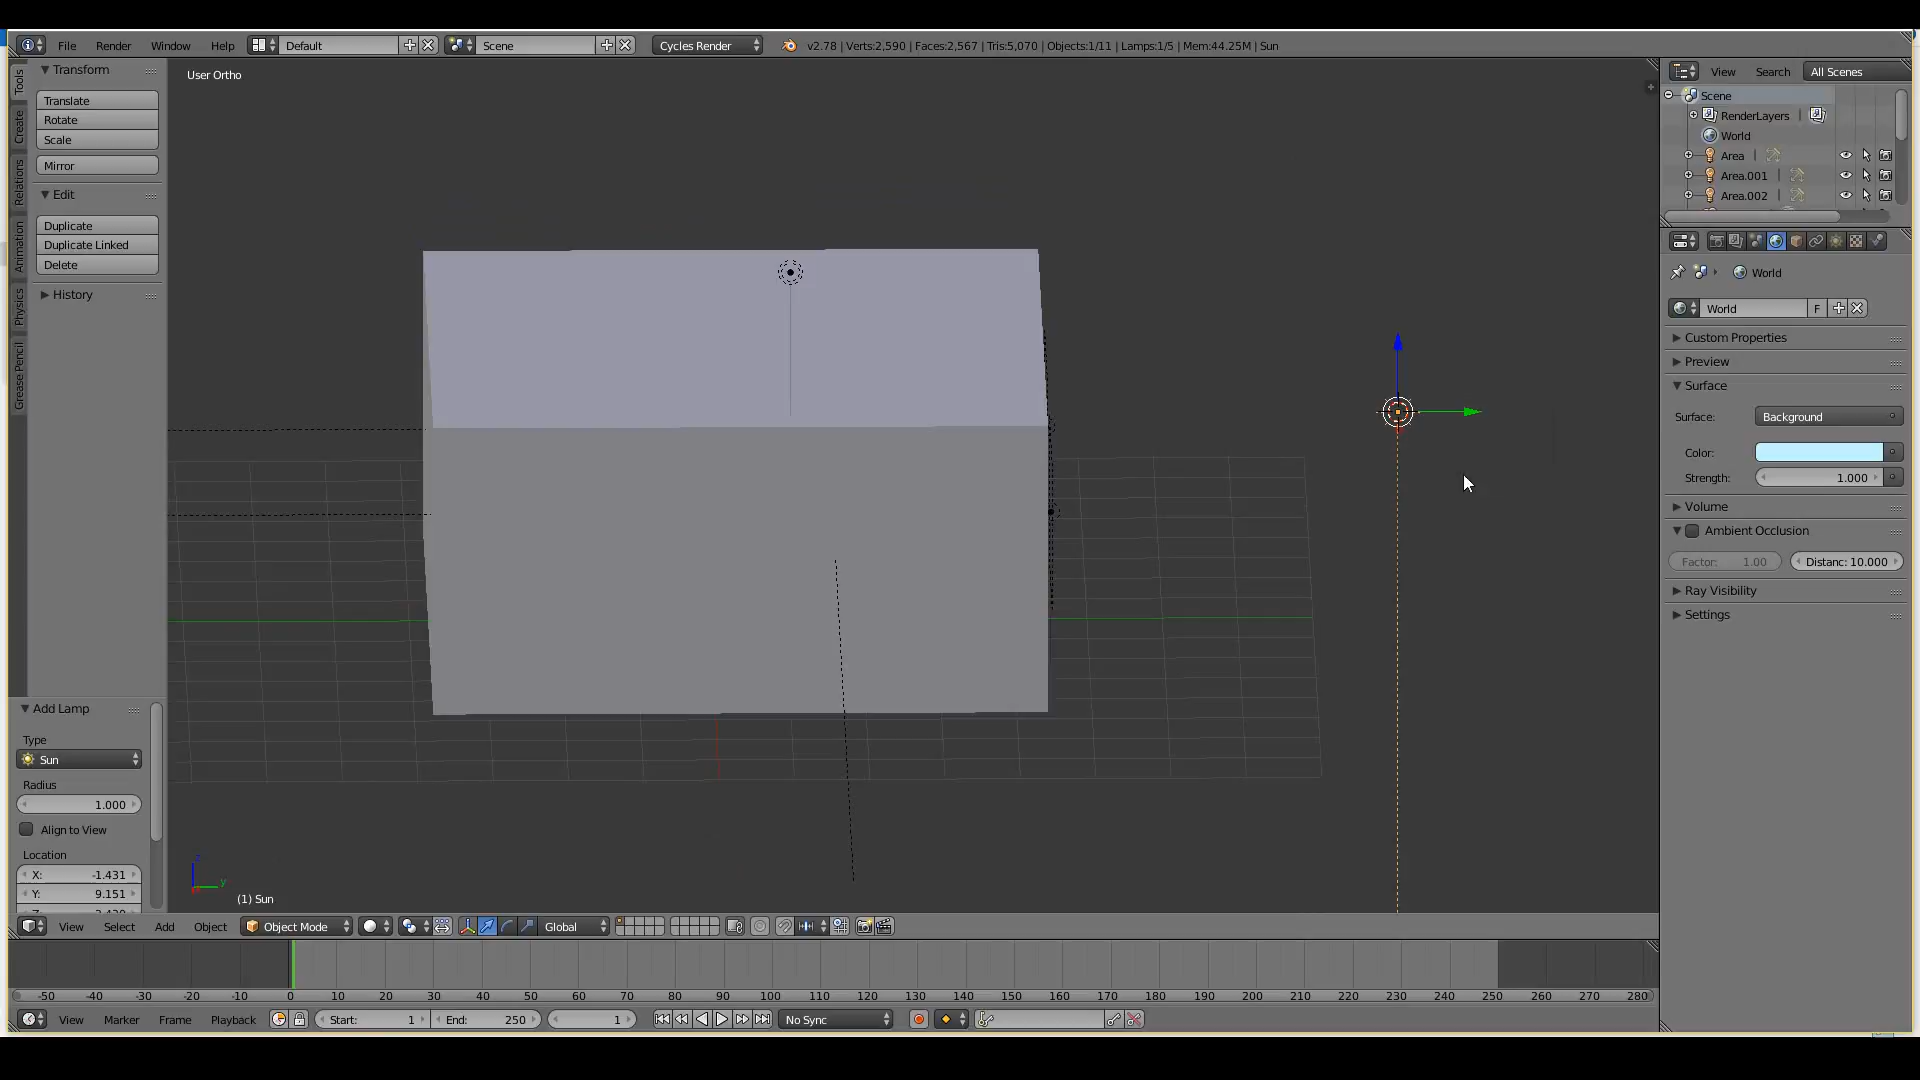 File Render Window Help Default Scene Cycles Render v2.78 | Verts:2,590 | Faces:2,567 | Tris:5,070 | Objects:1/11 | Lamps:1/5 | Mem:44.25M | Sun
Tools
Create
Relations
Animation
Physics
Grease Pencil
Transform
Translate
Rotate
Scale
Mirror
Edit
Duplicate
Duplicate Linked
Delete
History
Add Lamp
Type
Sun
Radius
1.000
Align to View
Location
X: -1.431
Y: 9.151
User Ortho
z
y
(1) Sun
View Select Add Object Object Mode Global
-50 -40 -30 -20 -10 0 10 20 30 40 50 60 70 80 90 100 110 120 130 140 150 160 170 180 190 200 210 220 230 240 250 260 270 280
View Marker Frame Playback Start: 1 End: 250 1 No Sync
View Search All Scenes
Scene
RenderLayers
World
Area
Area.001
Area.002
World
World F
Custom Properties
Preview
Surface
Surface: Background
Color:
Strength: 1.000
Volume
Ambient Occlusion
Factor: 1.00 Distanc: 10.000
Ray Visibility
Settings